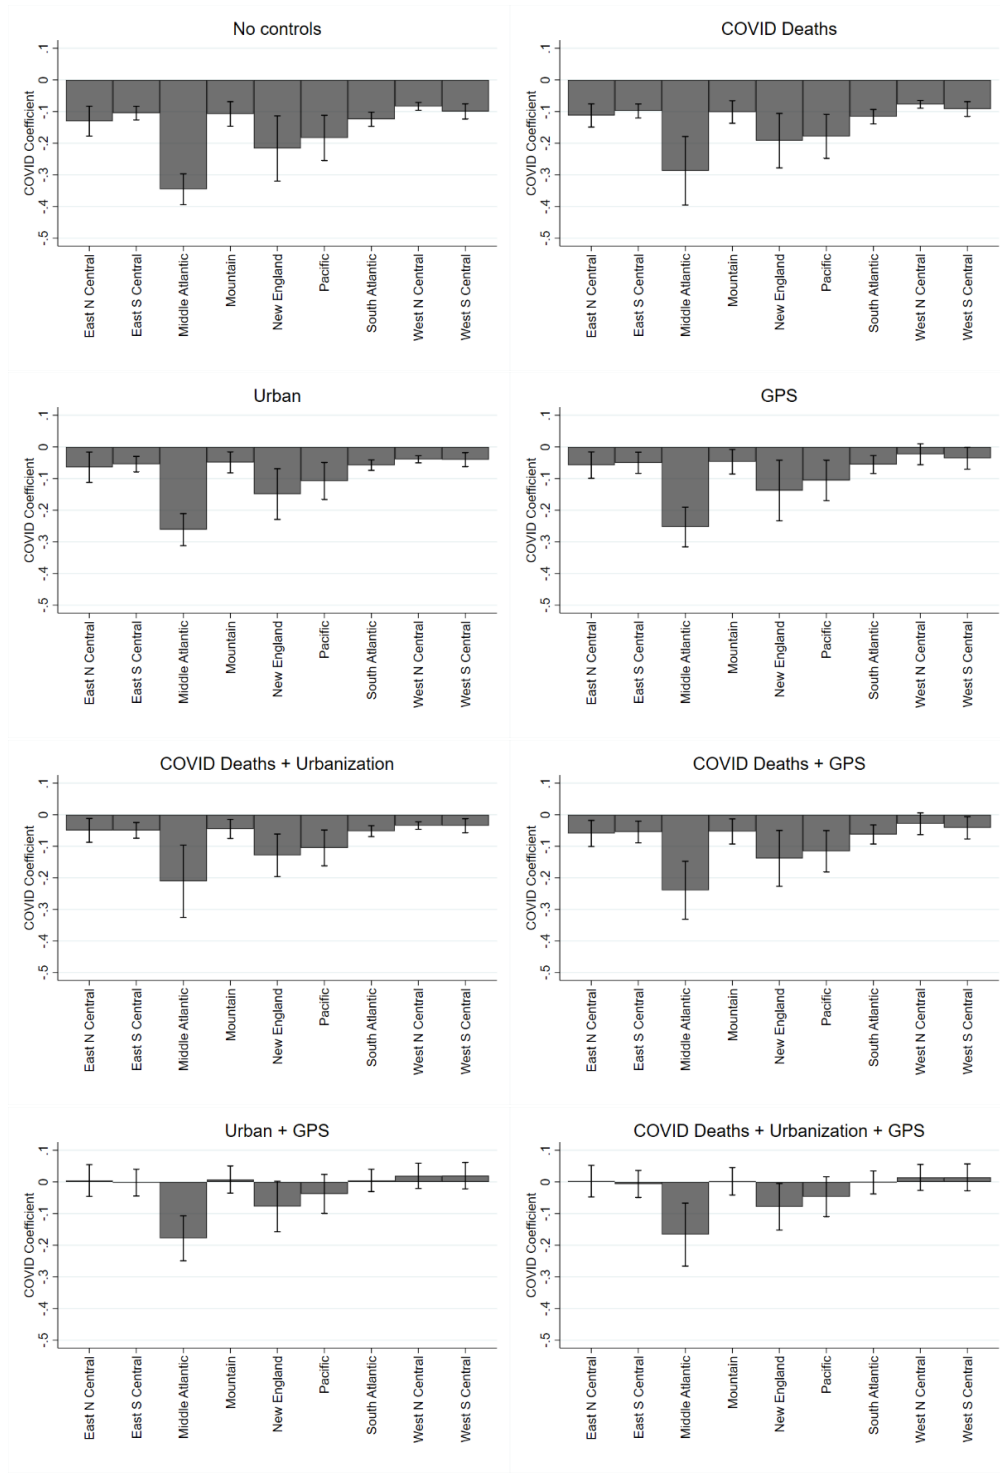 No controls
COVID Coefficient
.1
0
-.1
-.2
-.3
-.4
-.5
East N Central
East S Central
Middle Atlantic
Mountain
New England
Pacific
South Atlantic
West N Central
West S Central
COVID Deaths
COVID Coefficient
.1
0
-.1
-.2
-.3
-.4
-.5
East N Central
East S Central
Middle Atlantic
Mountain
New England
Pacific
South Atlantic
West N Central
West S Central
Urban
COVID Coefficient
.1
0
-.1
-.2
-.3
-.4
-.5
East N Central
East S Central
Middle Atlantic
Mountain
New England
Pacific
South Atlantic
West N Central
West S Central
GPS
COVID Coefficient
.1
0
-.1
-.2
-.3
-.4
-.5
East N Central
East S Central
Middle Atlantic
Mountain
New England
Pacific
South Atlantic
West N Central
West S Central
COVID Deaths + Urbanization
COVID Coefficient
.1
0
-.1
-.2
-.3
-.4
-.5
East N Central
East S Central
Middle Atlantic
Mountain
New England
Pacific
South Atlantic
West N Central
West S Central
COVID Deaths + GPS
COVID Coefficient
.1
0
-.1
-.2
-.3
-.4
-.5
East N Central
East S Central
Middle Atlantic
Mountain
New England
Pacific
South Atlantic
West N Central
West S Central
Urban + GPS
COVID Coefficient
.1
0
-.1
-.2
-.3
-.4
-.5
East N Central
East S Central
Middle Atlantic
Mountain
New England
Pacific
South Atlantic
West N Central
West S Central
COVID Deaths + Urbanization + GPS
COVID Coefficient
.1
0
-.1
-.2
-.3
-.4
-.5
East N Central
East S Central
Middle Atlantic
Mountain
New England
Pacific
South Atlantic
West N Central
West S Central